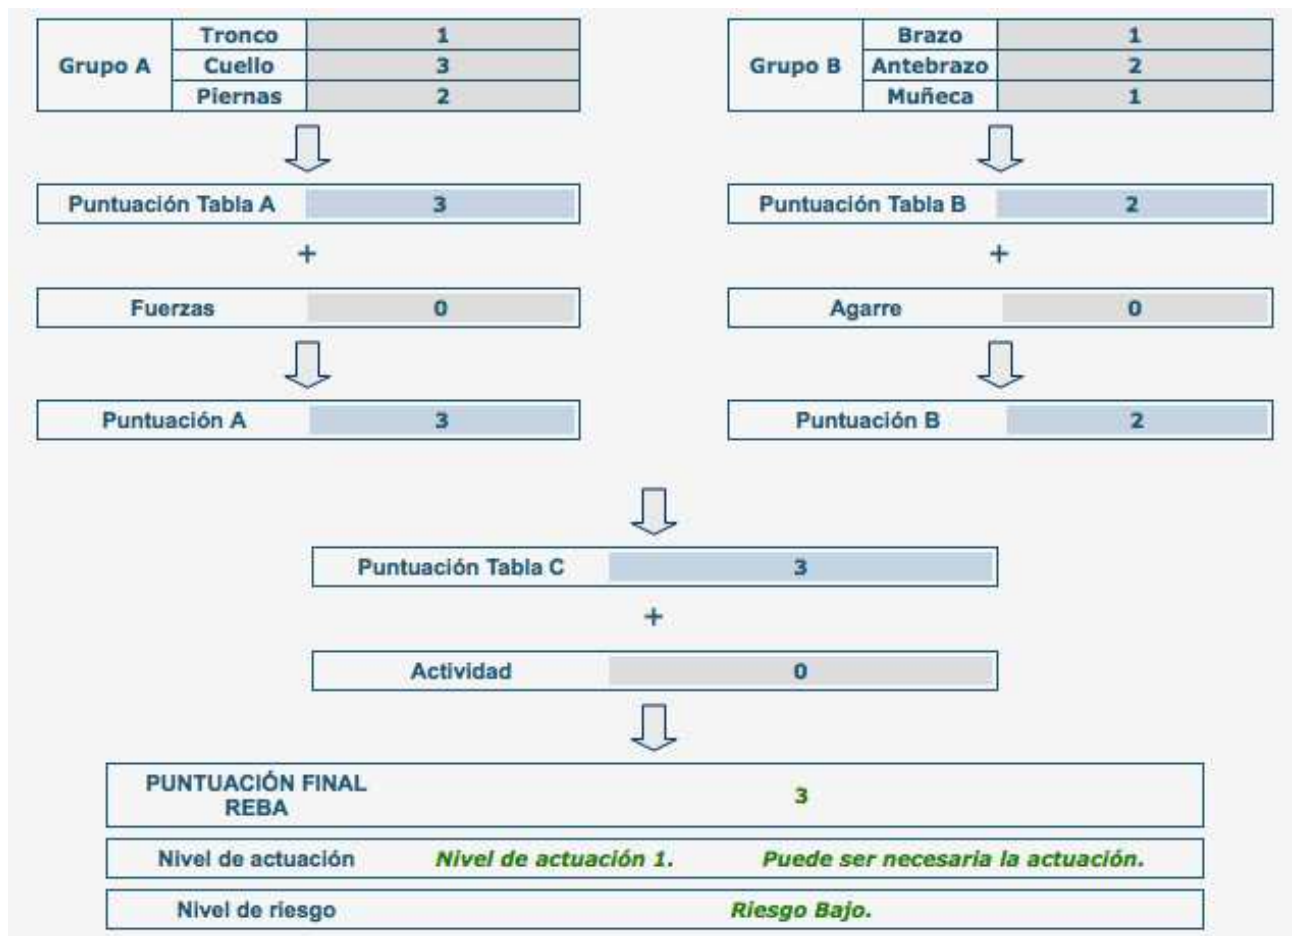 Grupo A
Tronco 1
Cuello 3
Piernas 2
Grupo B
Brazo 1
Antebrazo 2
Muñeca 1
Puntuación Tabla A 3
Puntuación Tabla B 2
+
+
Fuerzas 0
Agarre 0
Puntuación A 3
Puntuación B 2
Puntuación Tabla C 3
+
Actividad 0
PUNTUACIÓN FINAL
REBA
3
Nivel de actuación Nivel de actuación 1. Puede ser necesaria la actuación.
Nivel de riesgo Riesgo Bajo.